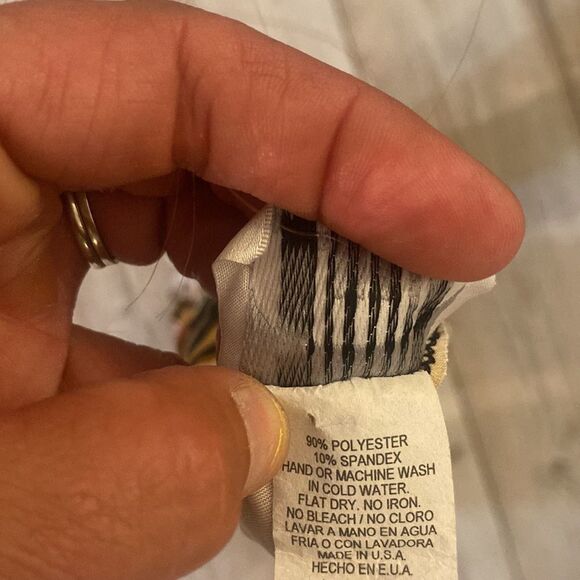 90% POLYESTER
10% SPANDEX
HAND OR MACHINE WASH
IN COLD WATER.
FLAT DRY. NO IRON.
NO BLEACH / NO CLORO
LAVAR A MANO EN AGUA
FRIA O CON LAVADORA
MADE IN U.S.A.
HECHO EN E.U.A.